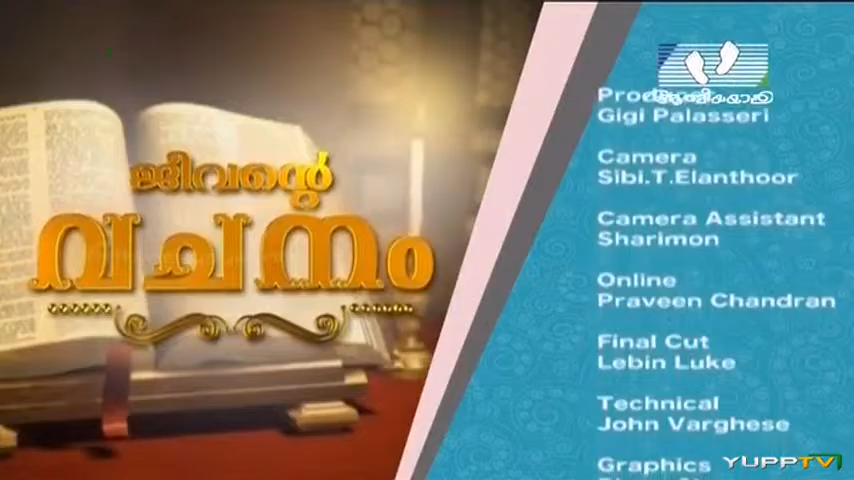 ജീവന്റെ
വചനം
Gigi Palasseri
Camera
Sibi.T.Elanthoor
Camera Assistant
Sharimon
Online
Praveen Chandran
Final Cut
Lebin Luke
Technical
John Varghese
Graphics
YUPPTV